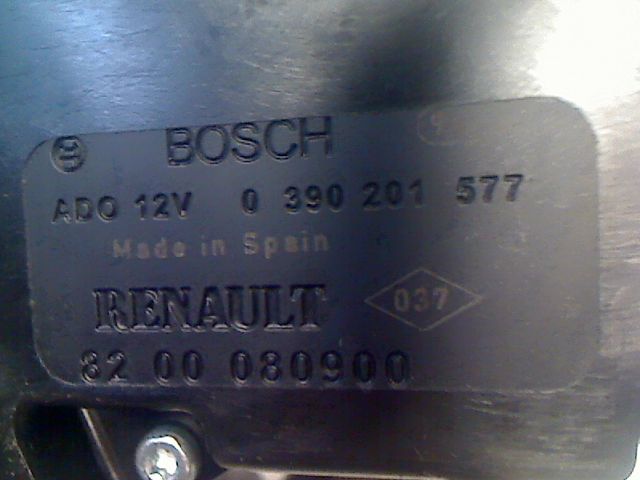 BOSCH
ADO 12V 0 390 201 577
Made in Spain
RENAULT 037
82 00 080900